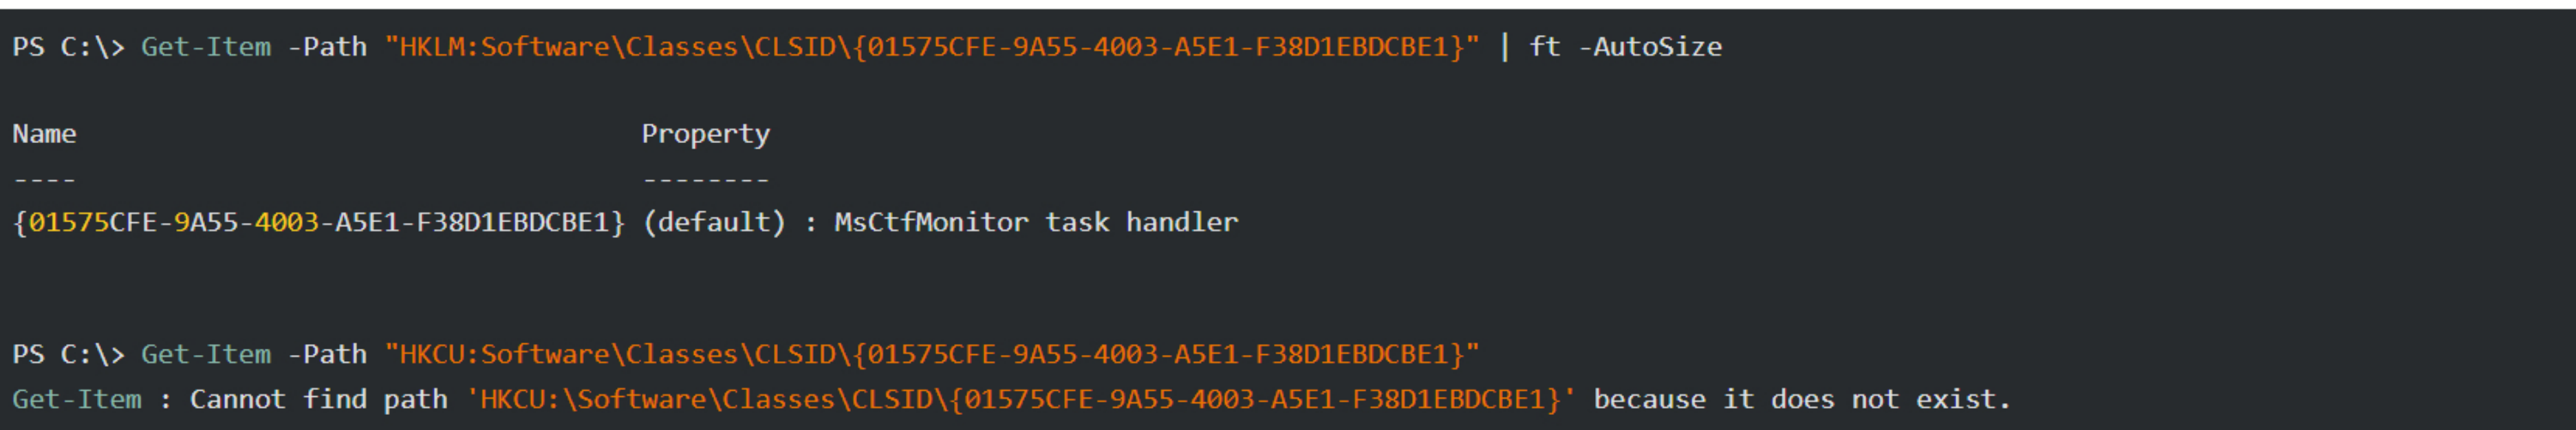 PS C:\> Get-Item -Path "HKLM:Software\Classes\CLSID\{01575CFE-9A55-4003-A5E1-F38D1EBDCBE1}" | ft -AutoSize
Name Property
---- --------
{01575CFE-9A55-4003-A5E1-F38D1EBDCBE1} (default) : MsCtfMonitor task handler
PS C:\> Get-Item -Path "HKCU:Software\Classes\CLSID\{01575CFE-9A55-4003-A5E1-F38D1EBDCBE1}"
Get-Item : Cannot find path 'HKCU:\Software\Classes\CLSID\{01575CFE-9A55-4003-A5E1-F38D1EBDCBE1}' because it does not exist.